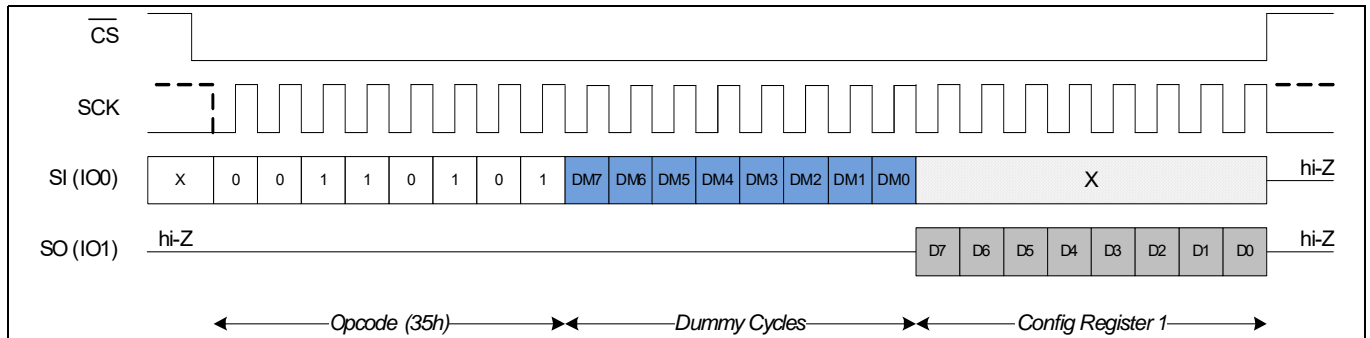 CS
SCK
SI (IO0) X 0 0 1 1 0 1 0 1 DM7 DM6 DM5 DM4 DM3 DM2 DM1 DM0 X hi-Z
SO (IO1) hi-Z D7 D6 D5 D4 D3 D2 D1 D0 hi-Z
Opcode (35h) Dummy Cycles Config Register 1